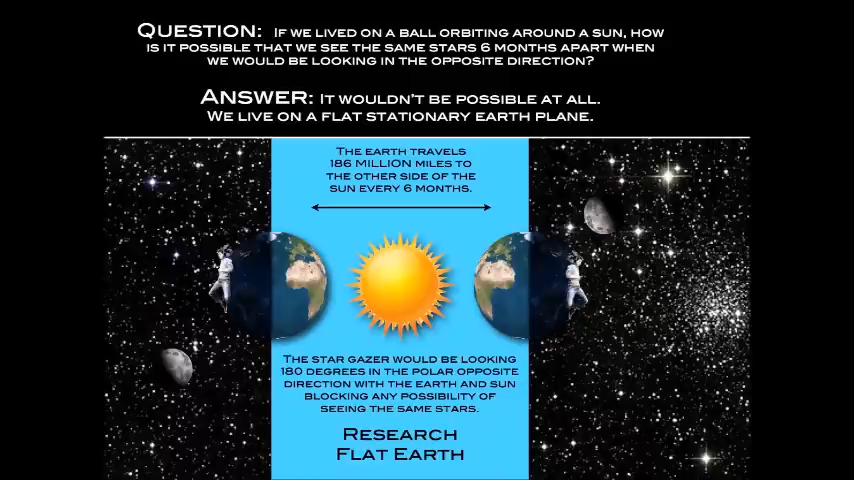 QUESTION: IF WE LIVED ON A BALL ORBITING AROUND A SUN, HOW
IS IT POSSIBLE THAT WE SEE THE SAME STARS 6 MONTHS APART WHEN
WE WOULD BE LOOKING IN THE OPPOSITE DIRECTION?
ANSWER: IT WOULDN'T BE POSSIBLE AT ALL.
WE LIVE ON A FLAT STATIONARY EARTH PLANE.
THE EARTH TRAVELS
186 MILLION MILES TO
THE OTHER SIDE OF THE
SUN EVERY 6 MONTHS.
THE STAR GAZER WOULD BE LOOKING
180 DEGREES IN THE POLAR OPPOSITE
DIRECTION WITH THE EARTH AND SUN
BLOCKING ANY POSSIBILITY OF
SEEING THE SAME STARS.
RESEARCH
FLAT EARTH